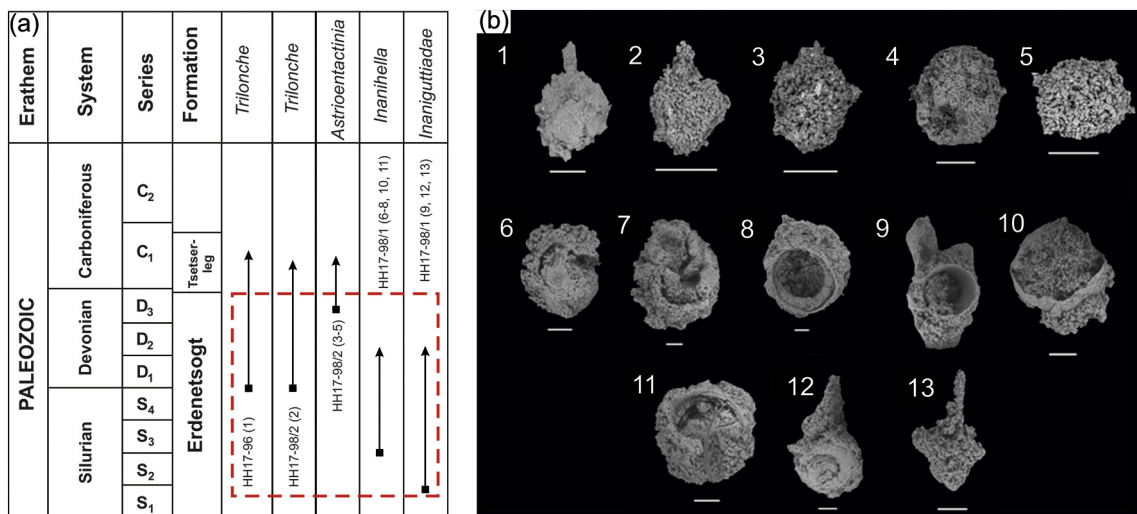 (a)
Erathem
System
Series
Formation
Trilonche
Trilonche
Astrioentactinia
Inanihella
Inaniguttiadae
PALEOZOIC
Carboniferous
Devonian
Silurian
C2
C1
D3
D2
D1
S4
S3
S2
S1
Tsetser-
leg
Erdenetsogt
HH17-96 (1)
HH17-98/2 (2)
HH17-98/2 (3-5)
HH17-98/1 (6-8, 10, 11)
HH17-98/1 (9, 12, 13)
(b)
1
2
3
4
5
6
7
8
9
10
11
12
13